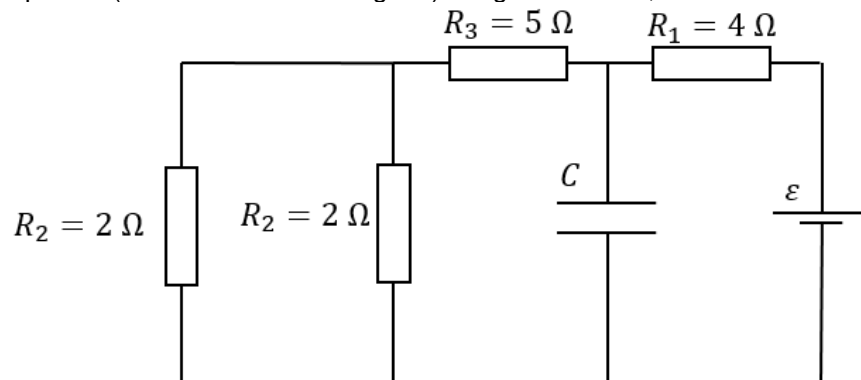 R₃ = 5 Ω
R₁ = 4 Ω
C
ε
R₂ = 2 Ω
R₂ = 2 Ω